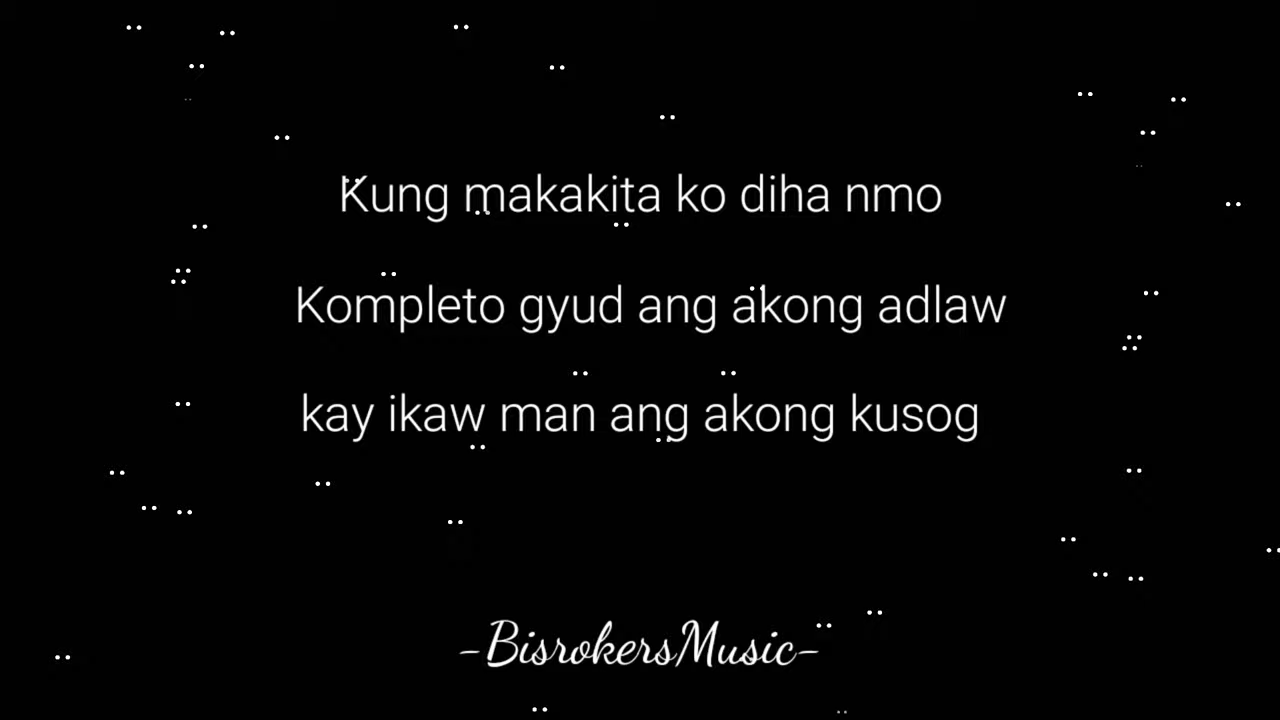 Kung makakita ko diha nmo
Kompleto gyud ang akong adlaw
kay ikaw man ang akong kusog
-BisrokersMusic-